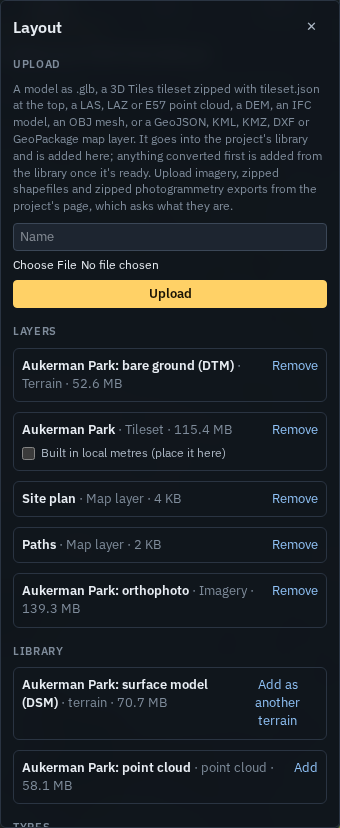 Layout
×
UPLOAD
A model as .glb, a 3D Tiles tileset zipped with tileset.json
at the top, a LAS, LAZ or E57 point cloud, a DEM, an IFC
model, an OBJ mesh, or a GeoJSON, KML, KMZ, DXF or
GeoPackage map layer. It goes into the project's library
and is added here; anything converted first is added from
the library once it's ready. Upload imagery, zipped
shapefiles and zipped photogrammetry exports from the
project's page, which asks what they are.
Name
Choose File No file chosen
Upload
LAYERS
Aukerman Park: bare ground (DTM) · Remove
Terrain · 52.6 MB
Aukerman Park · Tileset · 115.4 MB Remove
Built in local metres (place it here)
Site plan · Map layer · 4 KB Remove
Paths · Map layer · 2 KB Remove
Aukerman Park: orthophoto · Imagery · Remove
139.3 MB
LIBRARY
Aukerman Park: surface model Add as
(DSM) · terrain · 70.7 MB another
terrain
Aukerman Park: point cloud · point cloud · Add
58.1 MB
TYPES